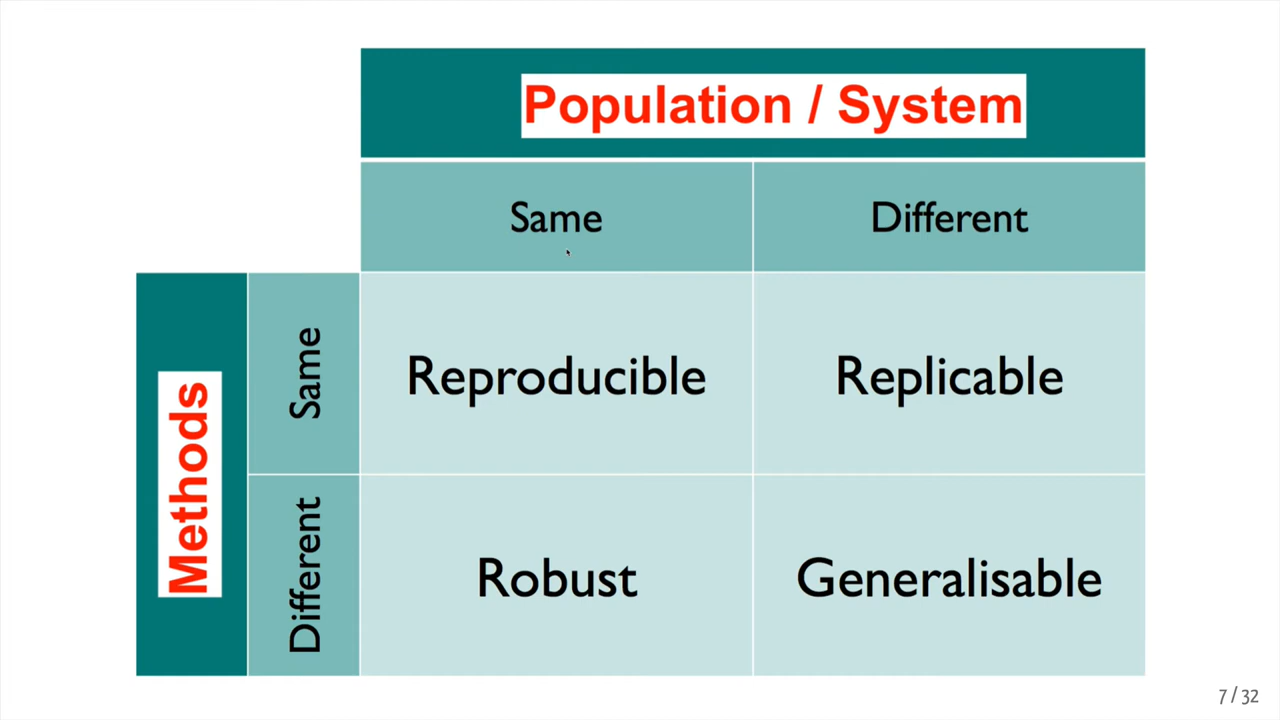 Population / System
Same
Different
Methods
Same
Reproducible
Replicable
Different
Robust
Generalisable
7 / 32